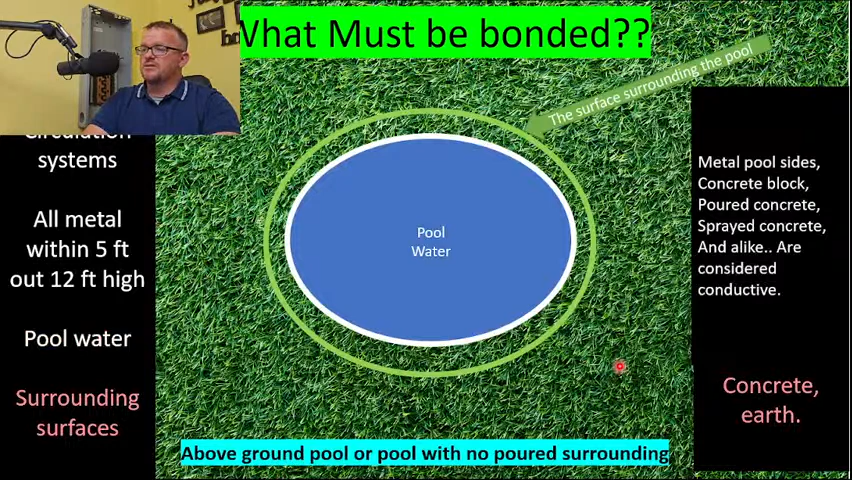 What Must be bonded??
The surface surrounding the pool
systems
All metal
within 5 ft
out 12 ft high
Pool water
Surrounding
surfaces
Pool
Water
Metal pool sides,
Concrete block,
Poured concrete,
Sprayed concrete,
And alike.. Are
considered
conductive.
Concrete,
earth.
Above ground pool or pool with no poured surrounding